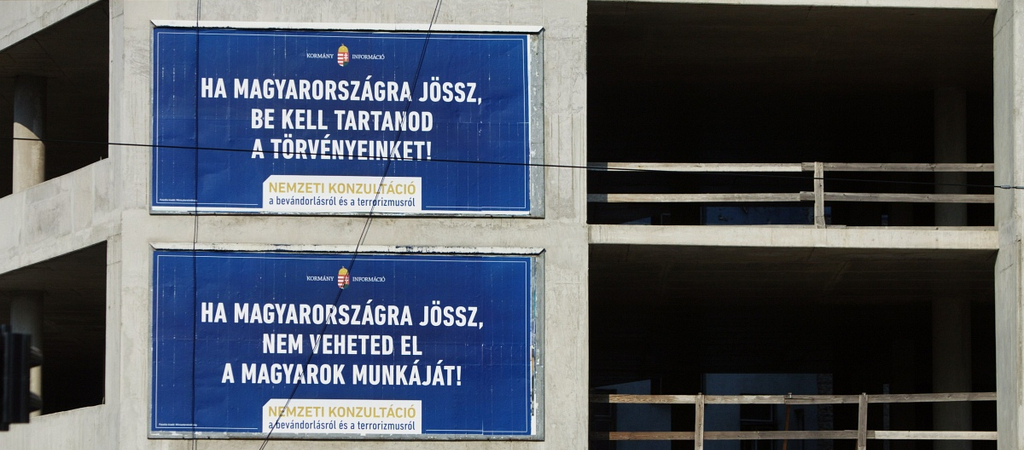 KORMÁNY INFORMÁCIÓ
HA MAGYARORSZÁGRA JÖSSZ,
BE KELL TARTANOD
A TÖRVÉNYEINKET!
NEMZETI KONZULTÁCIÓ
a bevándorlásról és a terrorizmusról
KORMÁNY INFORMÁCIÓ
HA MAGYARORSZÁGRA JÖSSZ,
NEM VEHETED EL
A MAGYAROK MUNKÁJÁT!
NEMZETI KONZULTÁCIÓ
a bevándorlásról és a terrorizmusról